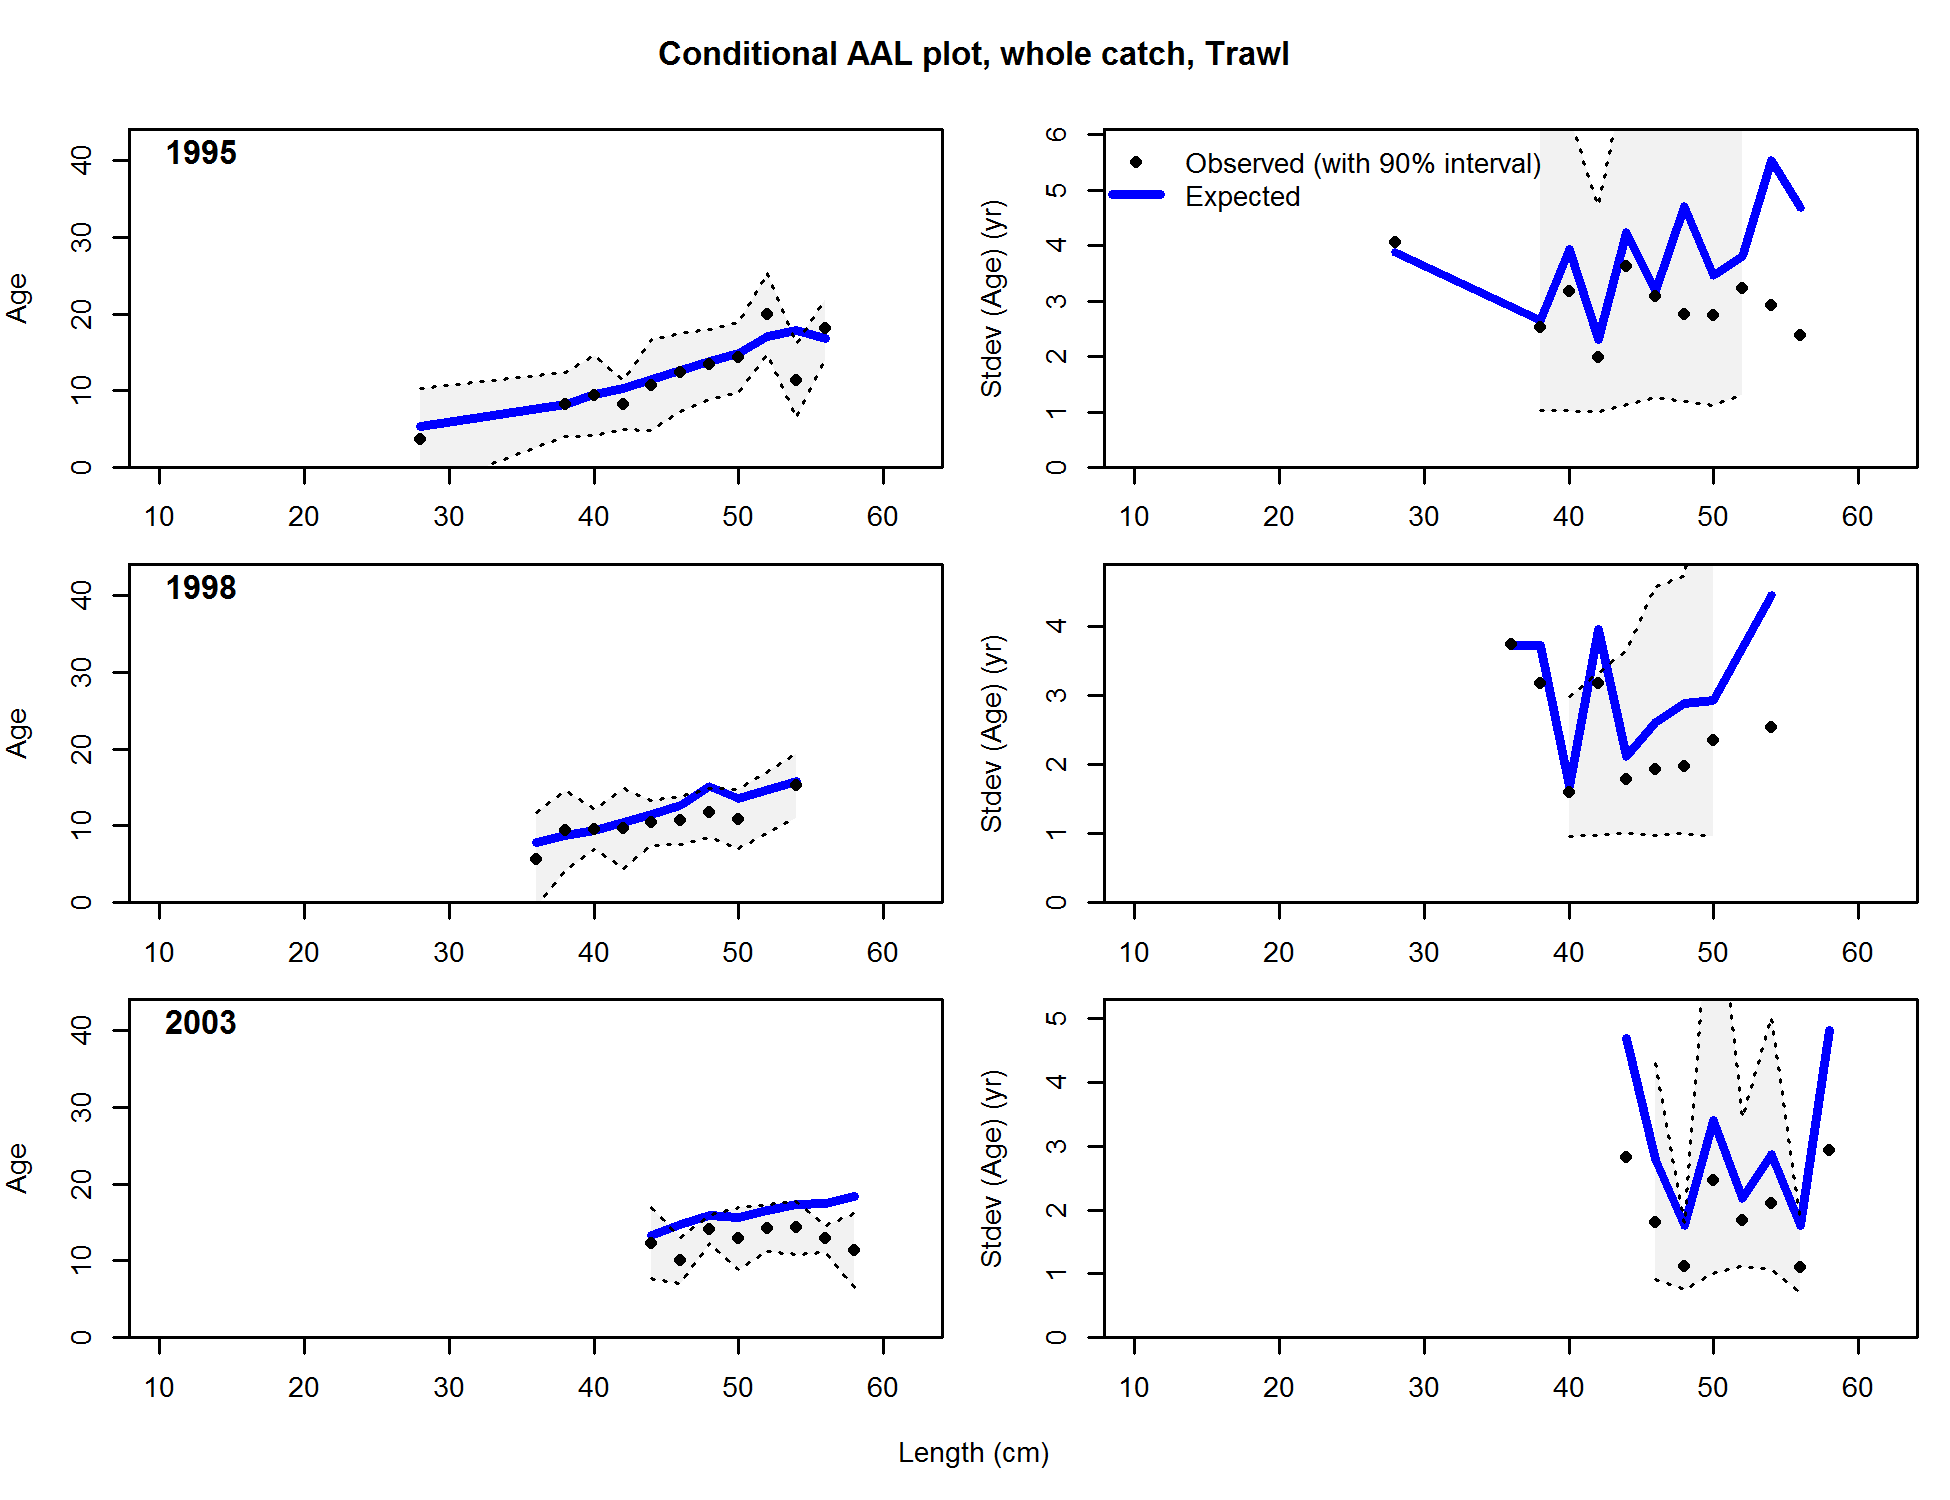 Conditional AAL plot, whole catch, Trawl
1995
Age
0 10 20 30 40
10 20 30 40 50 60
Observed (with 90% interval)
Expected
Stdev (Age) (yr)
0 1 2 3 4 5 6
10 20 30 40 50 60
1998
Age
0 10 20 30 40
10 20 30 40 50 60
Stdev (Age) (yr)
0 1 2 3 4
10 20 30 40 50 60
2003
Age
0 10 20 30 40
10 20 30 40 50 60
Stdev (Age) (yr)
0 1 2 3 4 5
10 20 30 40 50 60
Length (cm)